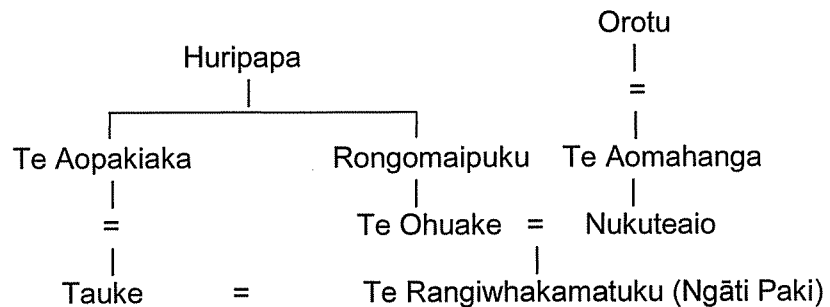 Orotu
Huripapa
=
Te Aopakiaka Rongomaipuku Te Aomahanga
= Te Ohuake = Nukuteaio
Tauke = Te Rangiwhakamatuku (Ngāti Paki)